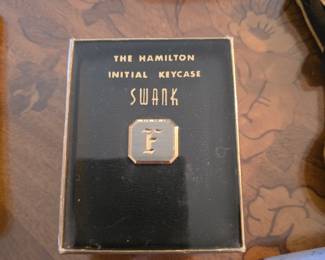 THE HAMILTON
INITIAL KEYCASE
SWANK
E